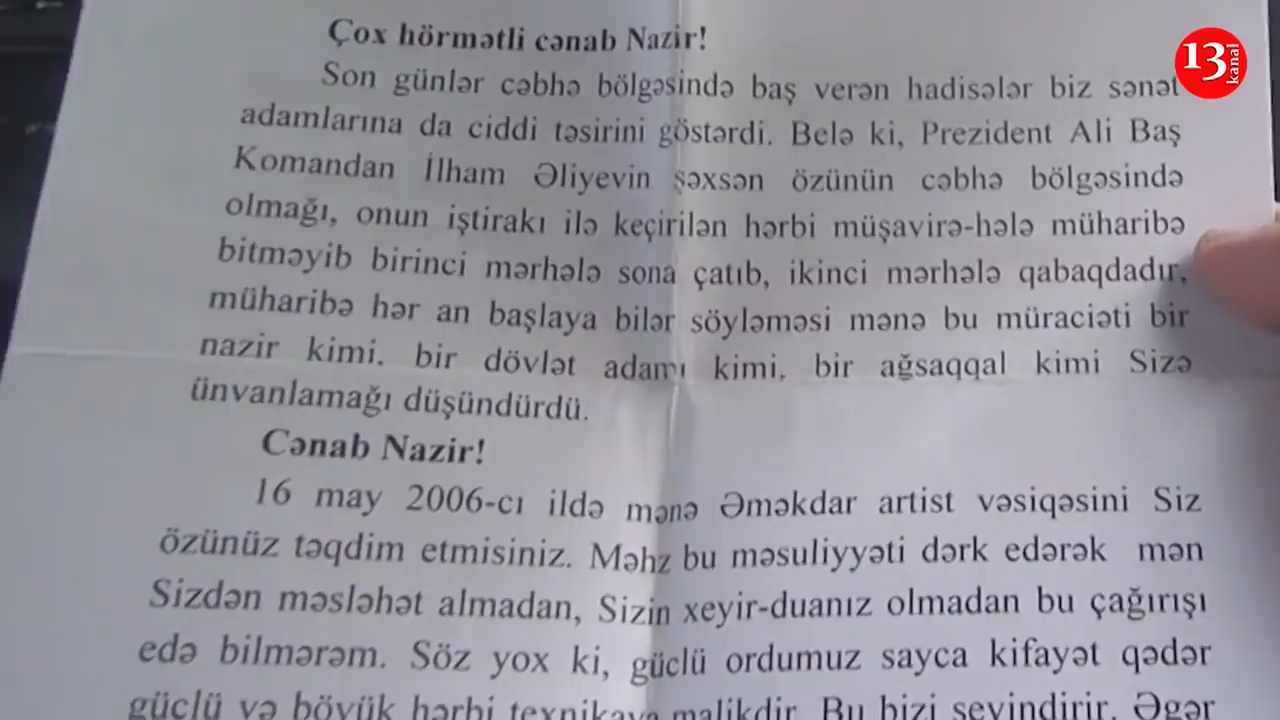 Çox hörmətli cənab Nazir!
Son günlər cəbhə bölgəsində baş verən hadisələr biz sənət
adamlarına da ciddi təsirini göstərdi. Belə ki, Prezident Ali Baş
Komandan İlham Əliyevin şəxsən özünün cəbhə bölgəsində
olmağı, onun iştirakı ilə keçirilən hərbi müşavirə-hələ müharibə
bitməyib birinci mərhələ sona çatıb, ikinci mərhələ qabaqdadır,
müharibə hər an başlaya bilər söyləməsi mənə bu müraciəti bir
nazir kimi, bir dövlət adamı kimi, bir ağsaqqal kimi Sizə
ünvanlamağı düşündürdü.
Cənab Nazir!
16 may 2006-cı ildə mənə Əməkdar artist vəsiqəsini Siz
özünüz təqdim etmisiniz. Məhz bu məsuliyyəti dərk edərək mən
Sizdən məsləhət almadan, Sizin xeyir-duanız olmadan bu çağırışı
edə bilmərəm. Söz yox ki, güclü ordumuz sayca kifayət qədər
güclü və böyük hərbi texnikaya malikdir. Bu bizi sevindirir. Əgər
13
kanal